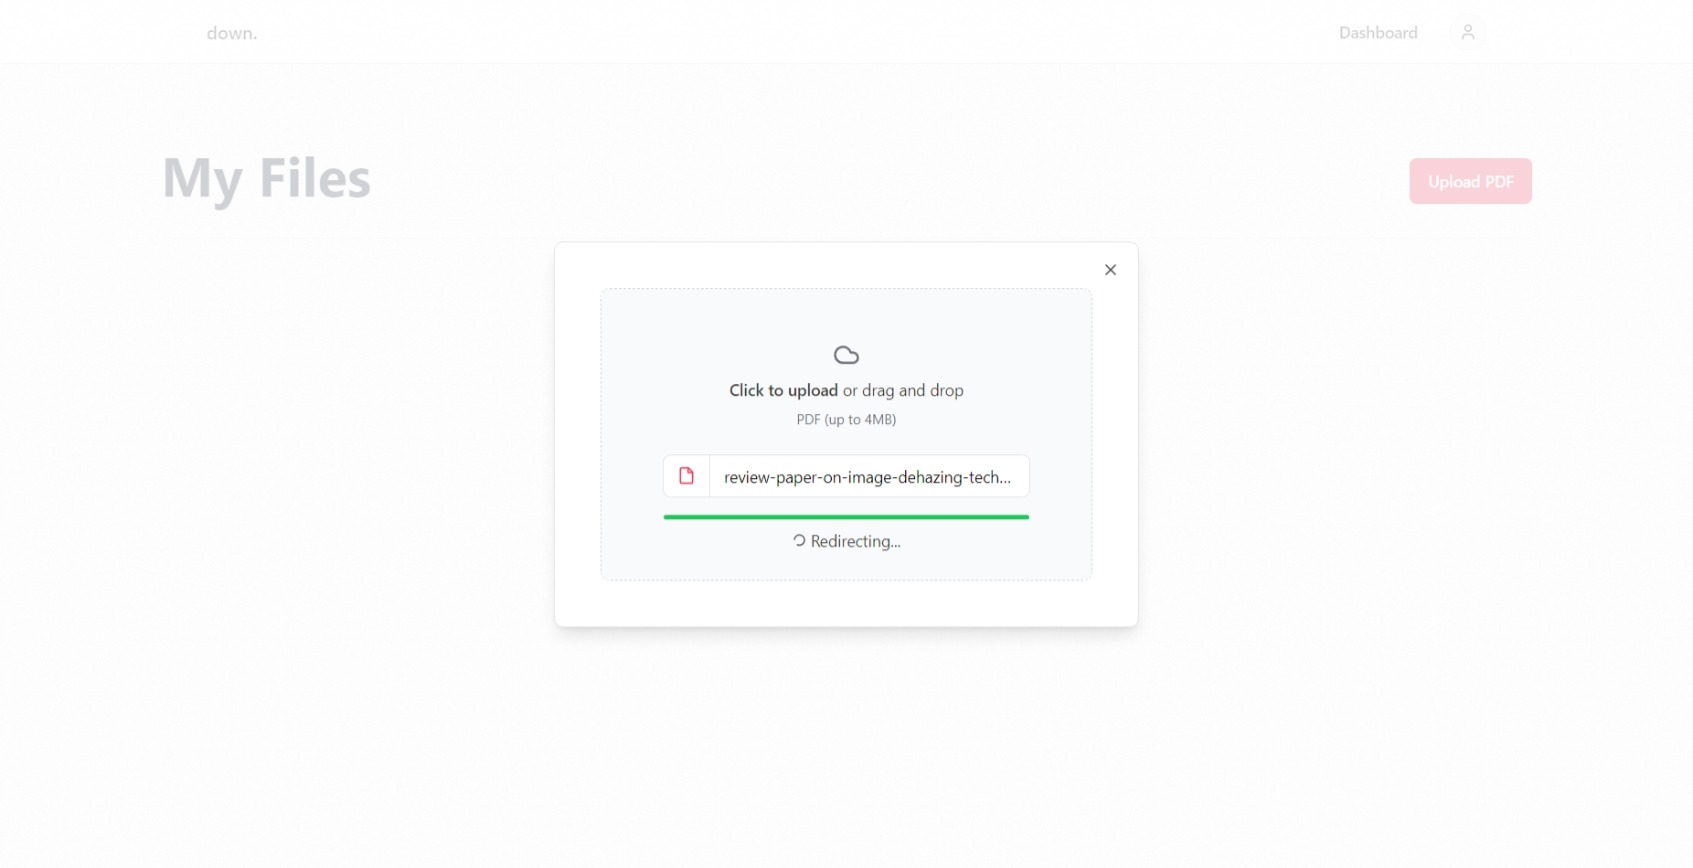 down.
Dashboard
My Files
Upload PDF
Click to upload or drag and drop
PDF (up to 4MB)
review-paper-on-image-dehazing-tech...
Redirecting...